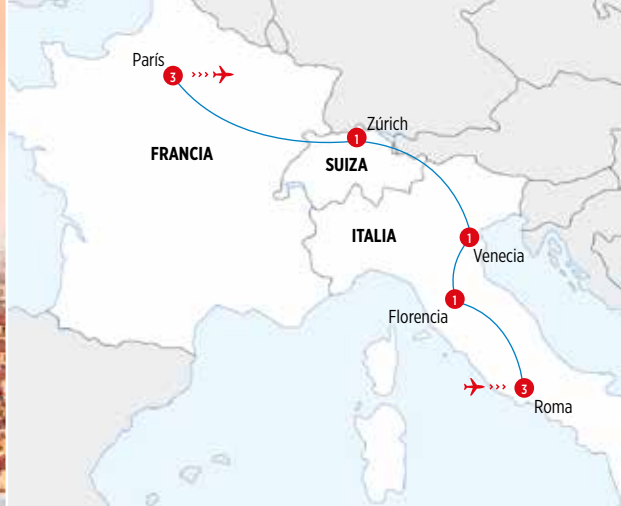 París
3 ›››
Zúrich
1
FRANCIA
SUIZA
ITALIA
1
Venecia
1
Florencia
››› 3
Roma